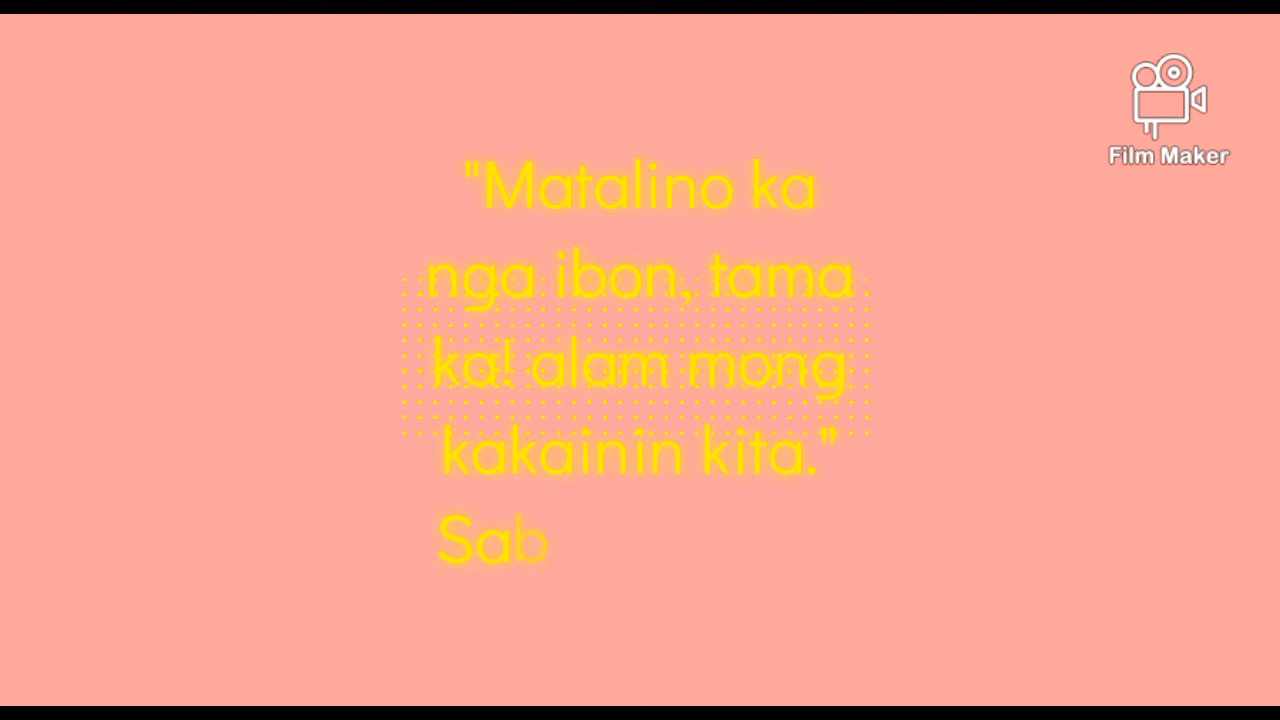 Film Maker
"Matalino ka
nga ibon, tama
ka! alam mong
kakainin kita."
Sab